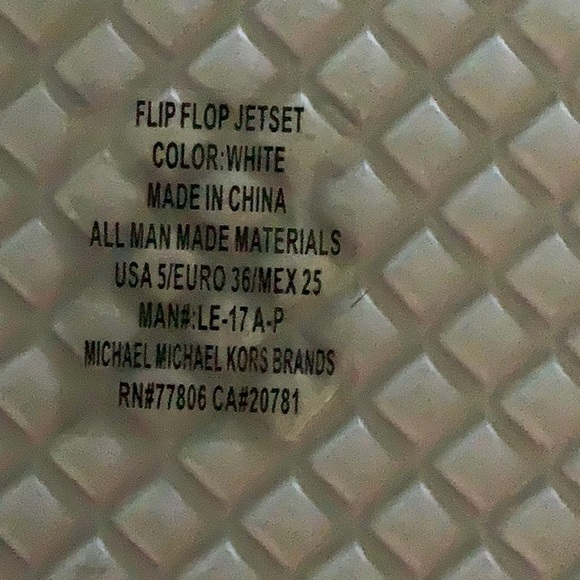 FLIP FLOP JETSET
COLOR:WHITE
MADE IN CHINA
ALL MAN MADE MATERIALS
USA 5/EURO 36/MEX 25
MAN#:LE-17 A-P
MICHAEL MICHAEL KORS BRANDS
RN#77806 CA#20781